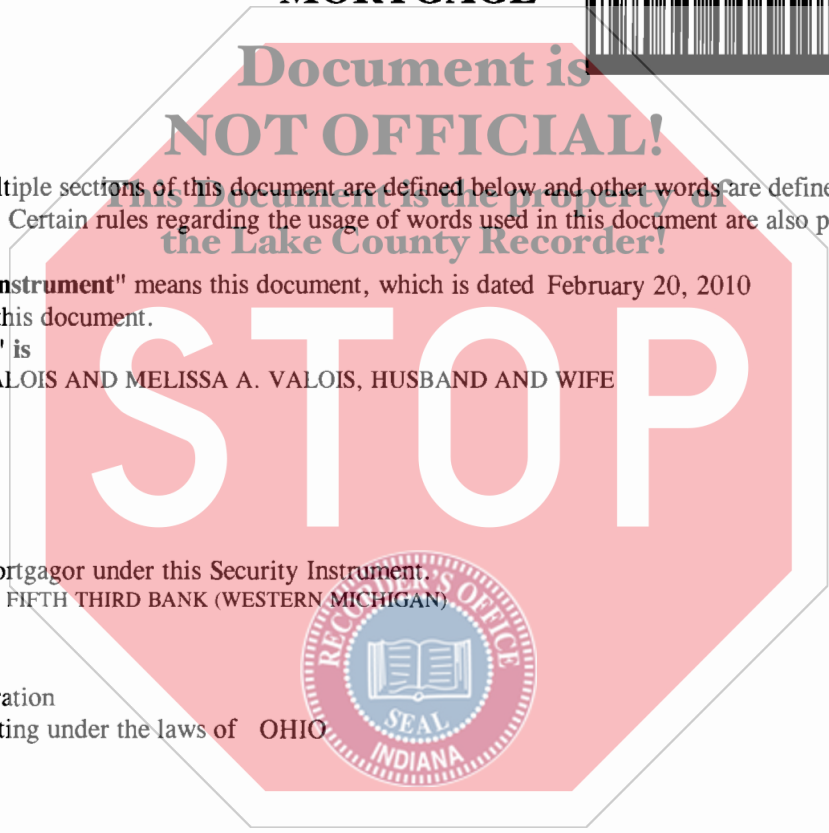 MORTGAGE
Document is
NOT OFFICIAL!
ltiple sections of this document are defined below and other words are define
This Document is the property of
Certain rules regarding the usage of words used in this document are also p
the Lake County Recorder!
nstrument" means this document, which is dated February 20, 2010
this document.
" is
ALOIS AND MELISSA A. VALOIS, HUSBAND AND WIFE
STOP
ortgagor under this Security Instrument.
FIFTH THIRD BANK (WESTERN MICHIGAN)
RECORDER'S OFFICE
ration
SEAL
ting under the laws of OHIO
INDIANA